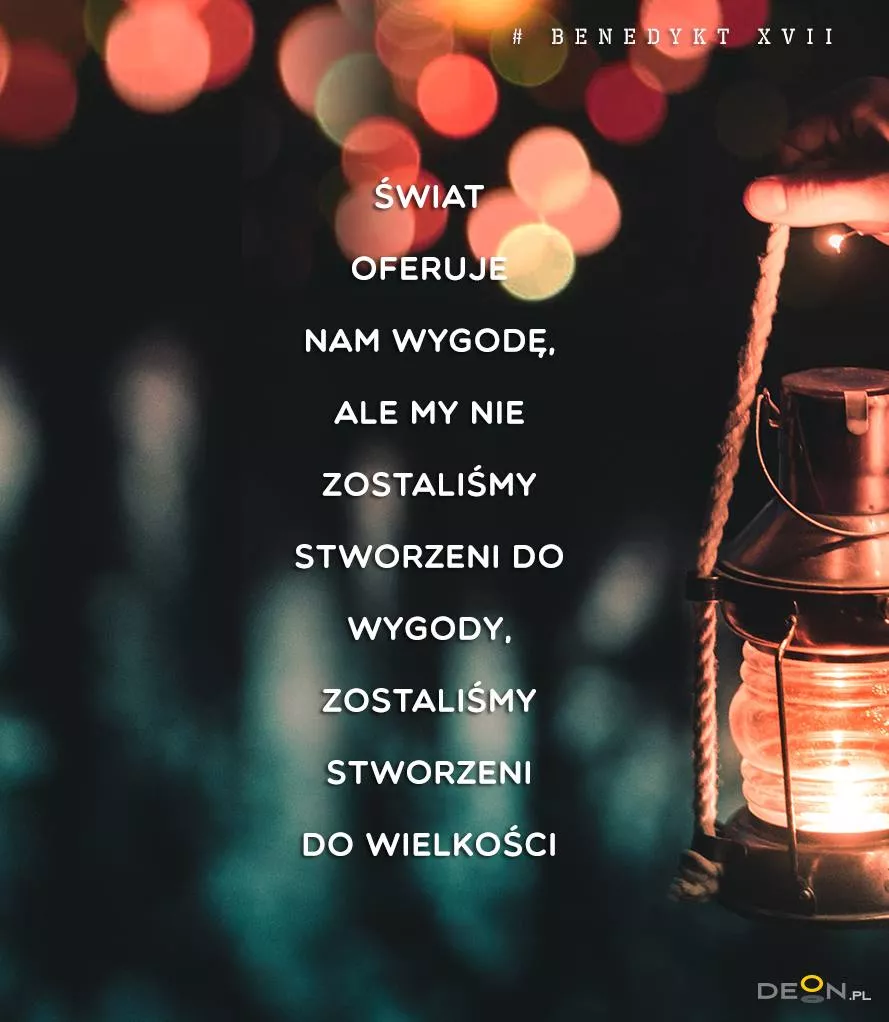 # BENEDYKT XVII
ŚWIAT
OFERUJE
NAM WYGODĘ,
ALE MY NIE
ZOSTALIŚMY
STWORZENI DO
WYGODY,
ZOSTALIŚMY
STWORZENI
DO WIELKOŚCI
DEON.PL